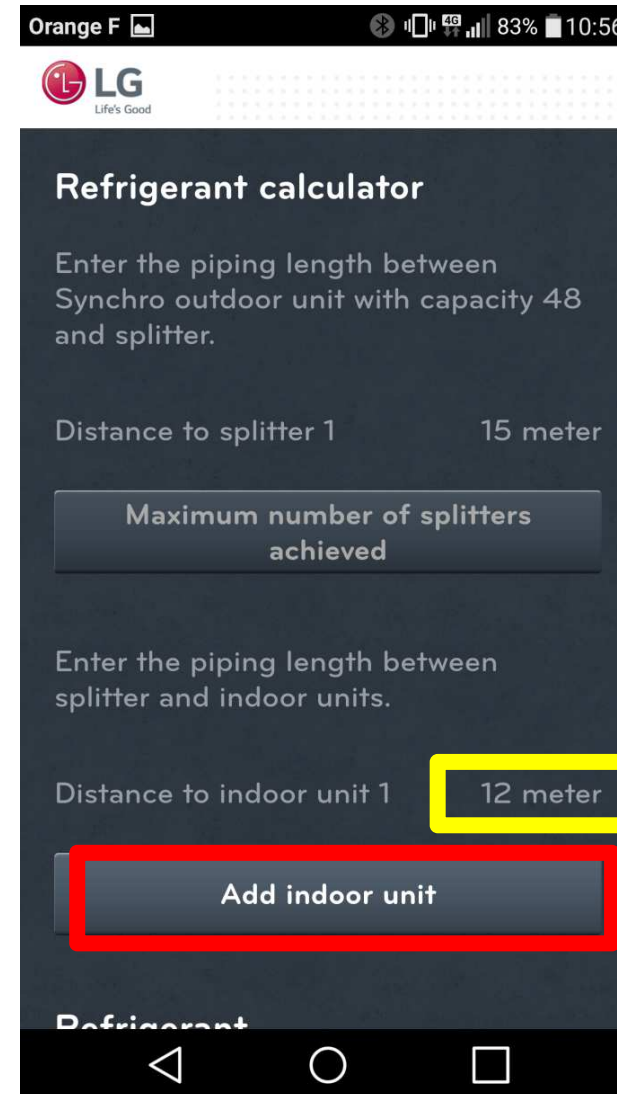 Orange F 4G 83% 10:56
LG
Life's Good
Refrigerant calculator
Enter the piping length between
Synchro outdoor unit with capacity 48
and splitter.
Distance to splitter 1 15 meter
Maximum number of splitters
achieved
Enter the piping length between
splitter and indoor units.
Distance to indoor unit 1 12 meter
Add indoor unit
Refrigerant